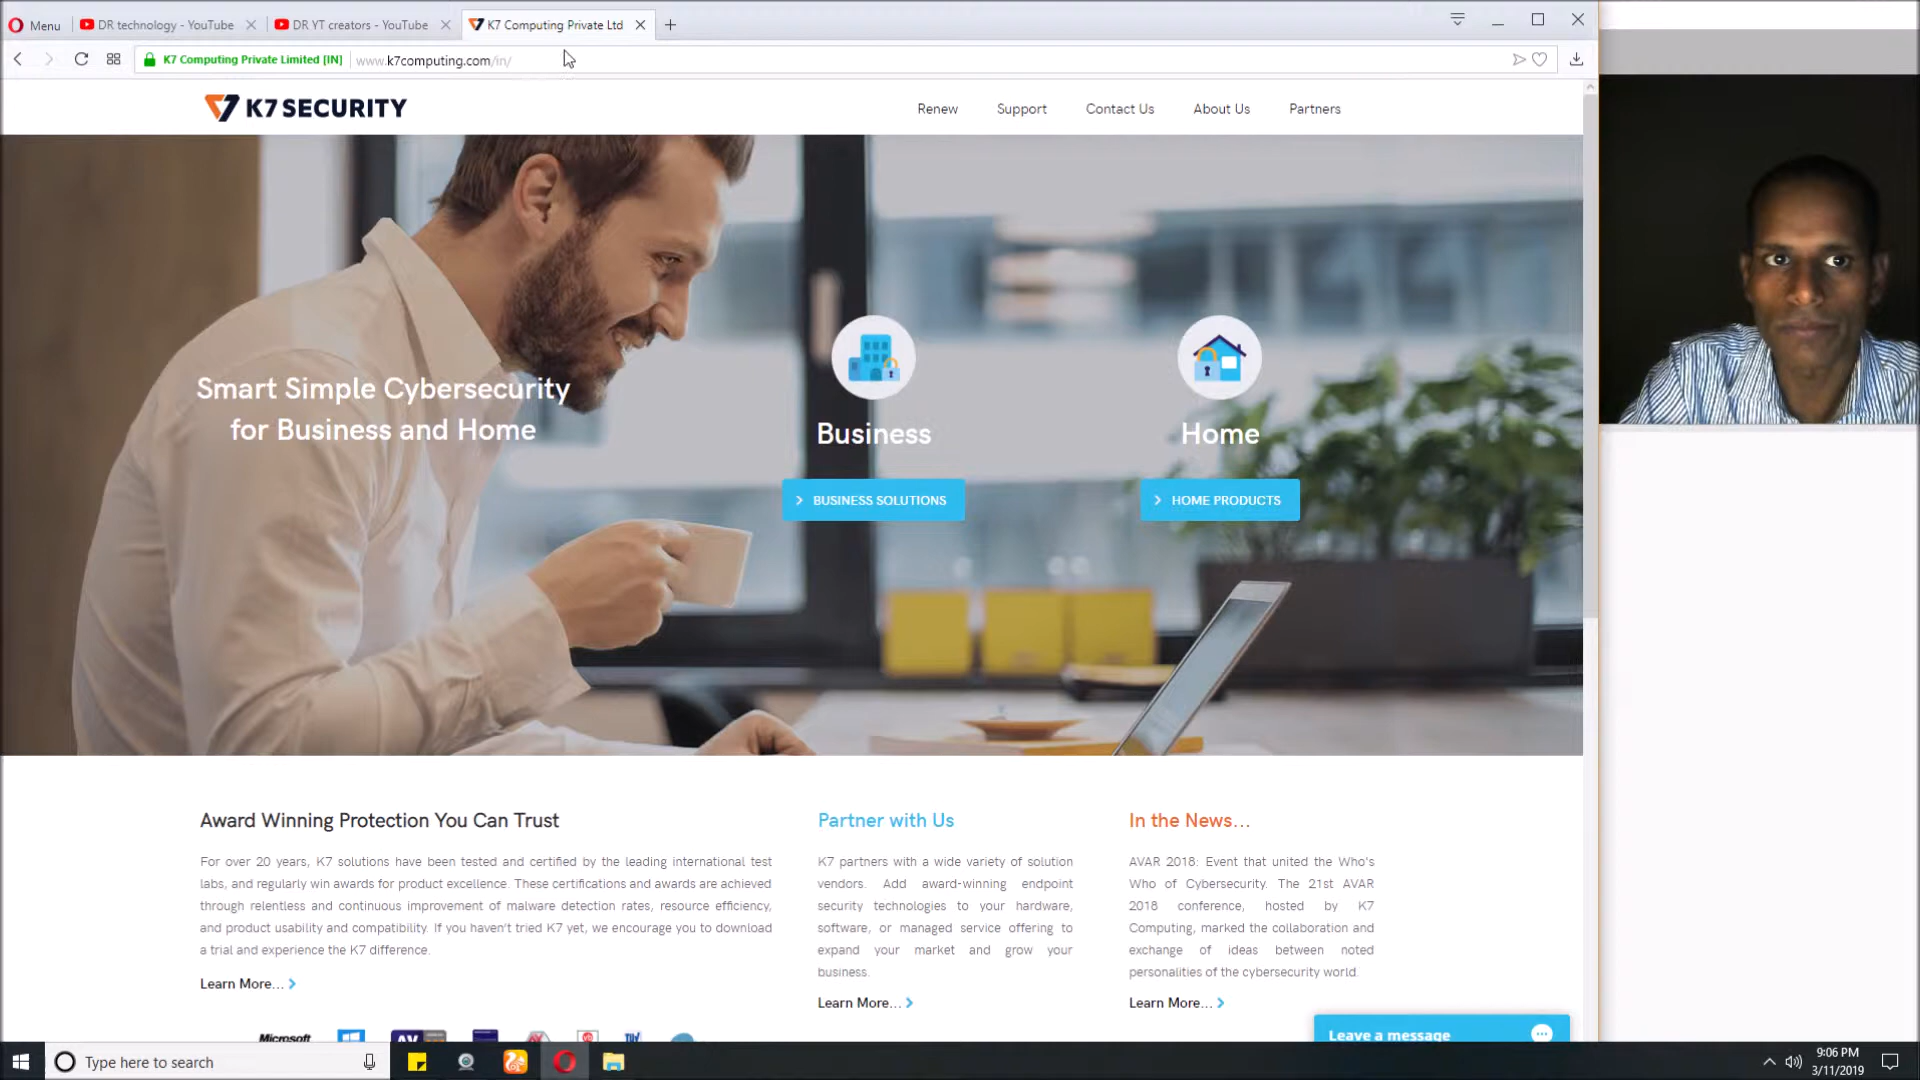 Menu
DR technology - YouTube
DR YT creators - YouTube
K7 Computing Private Ltd
K7 Computing Private Limited [IN]
www.k7computing.com/in/
K7 SECURITY
Renew
Support
Contact Us
About Us
Partners
Smart Simple Cybersecurity
for Business and Home
Business
BUSINESS SOLUTIONS
Home
HOME PRODUCTS
Award Winning Protection You Can Trust
For over 20 years, K7 solutions have been tested and certified by the leading international test
labs, and regularly win awards for product excellence. These certifications and awards are achieved
through relentless and continuous improvement of malware detection rates, resource efficiency,
and product usability and compatibility. If you haven't tried K7 yet, we encourage you to download
a trial and experience the K7 difference.
Learn More...
Partner with Us
K7 partners with a wide variety of solution
vendors. Add award-winning endpoint
security technologies to your hardware,
software, or managed service offering to
expand your market and grow your
business.
Learn More...
In the News...
AVAR 2018: Event that united the Who's
Who of Cybersecurity. The 21st AVAR
2018 conference, hosted by K7
Computing, marked the collaboration and
exchange of ideas between noted
personalities of the cybersecurity world.
Learn More...
Microsoft
AV
Leave a message
Type here to search
9:06 PM
3/11/2019